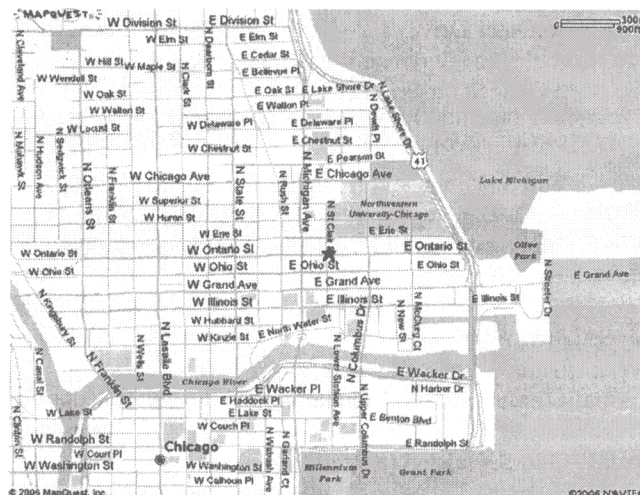 MAPQUEST
W Division St
E Division St
300m
900ft
0
N Cleveland Ave
W Elm St
N Dearborn St
E Elm St
E Cedar St
W Hill St
W Maple St
N Clark St
E Bellevue Pl
W Wendell St
W Oak St
E Oak St
E Lake Shore Dr
N Lake Shore Dr
W Walton St
E Walton Pl
N Dewitt Pl
W Locust St
W Delaware Pl
E Delaware Pl
N Mohawk St
N Hudson Ave
N Sedgwick St
W Chestnut St
E Chestnut St
E Pearson St
41
N Orleans St
N Franklin St
W Chicago Ave
N State St
N Rush St
N Michigan Ave
E Chicago Ave
Lake Michigan
W Superior St
N St Clair St
Northwestern
University-Chicago
W Huron St
W Erie St
E Erie St
W Ontario St
W Ontario St
E Ontario St
Olive
Park
W Ohio St
W Ohio St
E Ohio St
E Ohio St
N Streeter Dr
E Grand Ave
W Grand Ave
E Grand Ave
N Kingsbury St
W Illinois St
E Illinois St
E Illinois St
W Hubbard St
E North Water St
N Columbus Dr
N New St
N McClurg Ct
W Kinzie St
N Canal St
N Franklin St
N Wells St
N Lasalle Blvd
Chicago River
N Lower Stetson Ave
E Wacker Dr
E Wacker Pl
N Harbor Dr
E Haddock Pl
W Lake St
E Lake St
N Upper Columbus Dr
E Benton Blvd
N Clinton St
W Couch Pl
W Randolph St
Chicago
N Wabash Ave
N Garland Ct
E Randolph St
W Court Pl
W Washington St
W Washington St
Millennium
Park
Grant Park
W Calhoun Pl
© 2006 MapQuest, Inc.
©2006 NAVTEQ